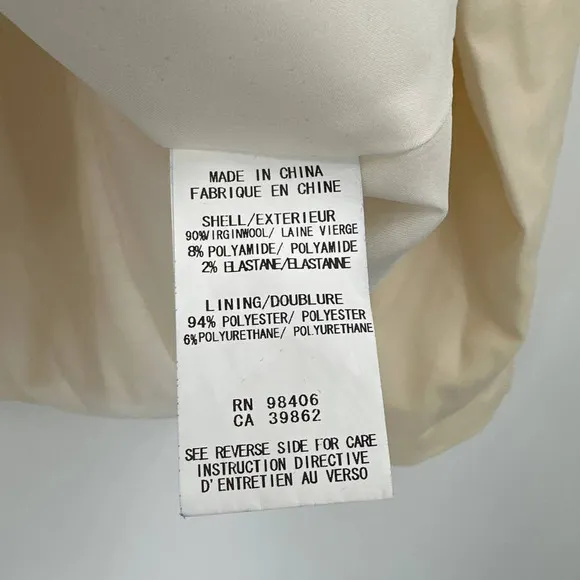 MADE IN CHINA
FABRIQUE EN CHINE
SHELL/EXTERIEUR
90%VIRGINWOOL/ LAINE VIERGE
8% POLYAMIDE/ POLYAMIDE
2% ELASTANE/ELASTANNE
LINING/DOUBLURE
94% POLYESTER/ POLYESTER
6%POLYURETHANE/ POLYURETHANE
RN 98406
CA 39862
SEE REVERSE SIDE FOR CARE
INSTRUCTION DIRECTIVE
D'ENTRETIEN AU VERSO